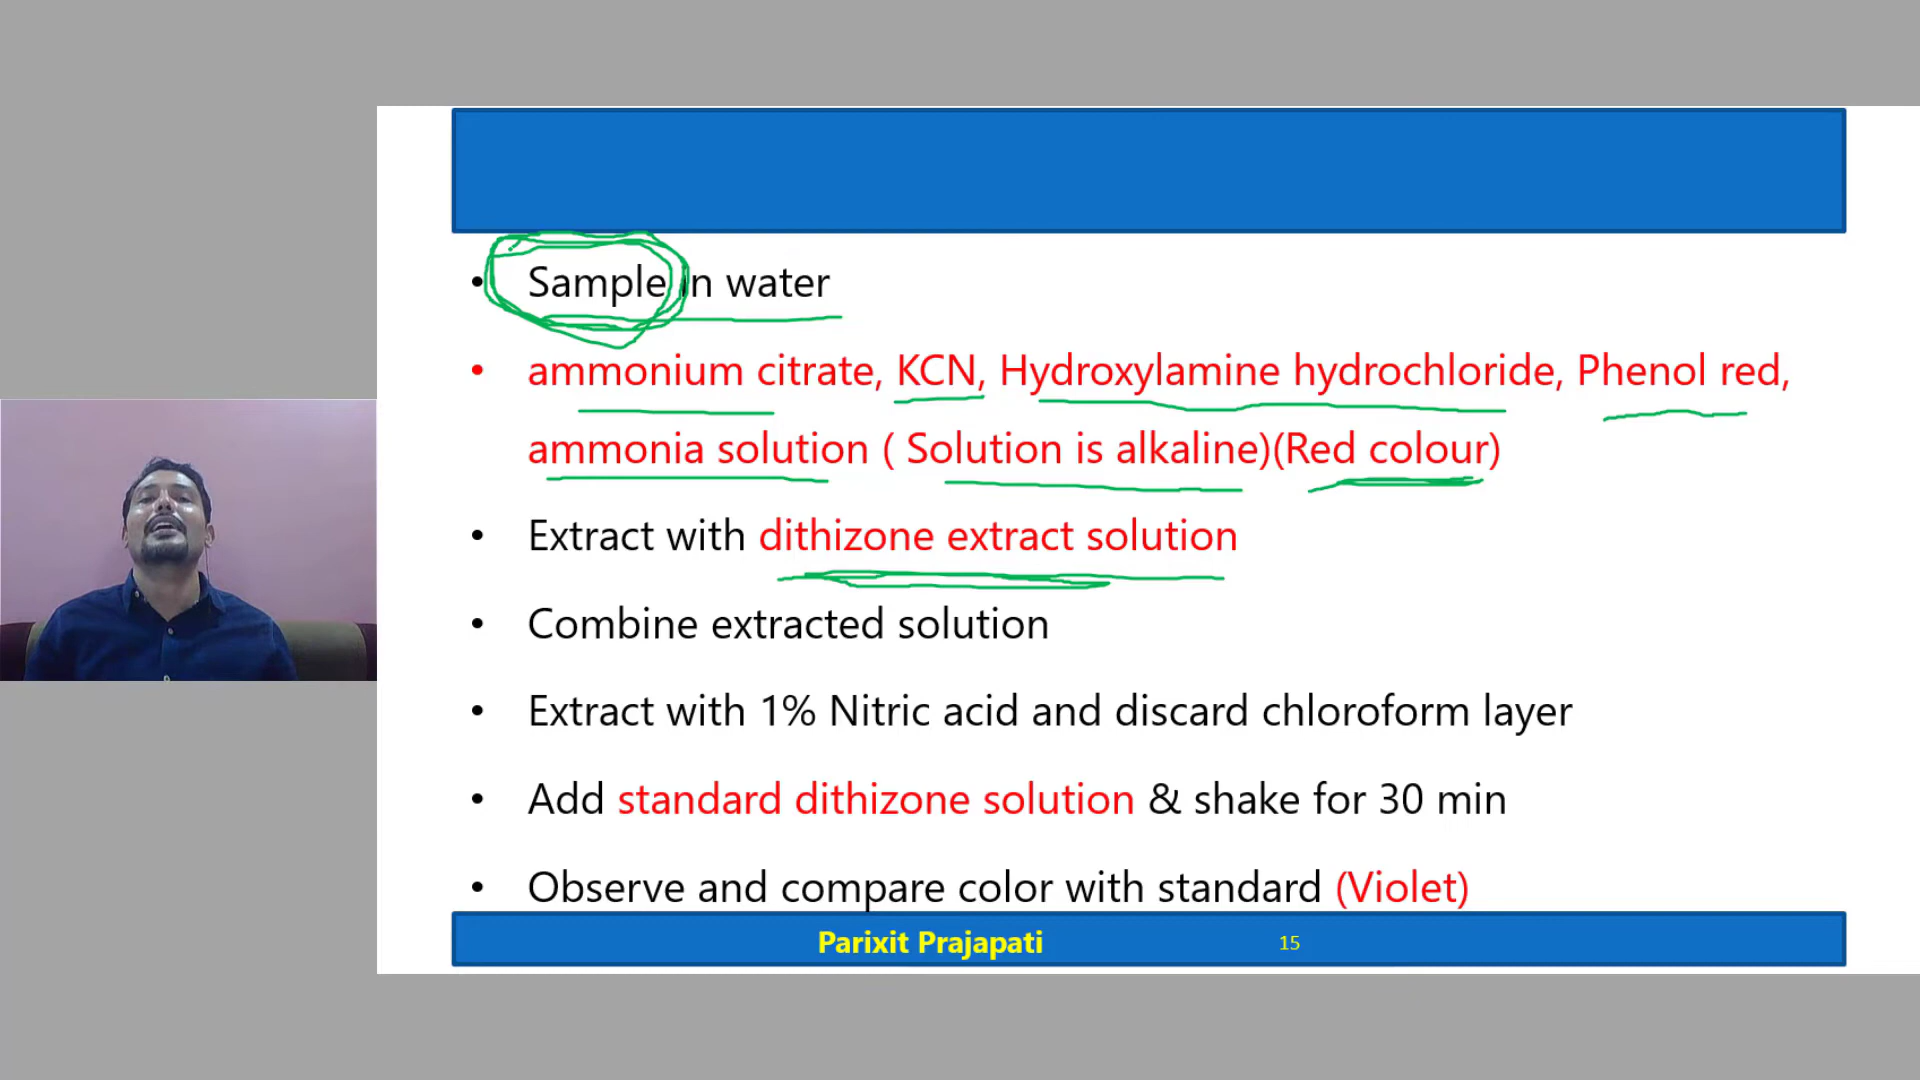 • Sample in water
• ammonium citrate, KCN, Hydroxylamine hydrochloride, Phenol red,
ammonia solution ( Solution is alkaline)(Red colour)
• Extract with dithizone extract solution
• Combine extracted solution
• Extract with 1% Nitric acid and discard chloroform layer
• Add standard dithizone solution & shake for 30 min
• Observe and compare color with standard (Violet)
Parixit Prajapati 15